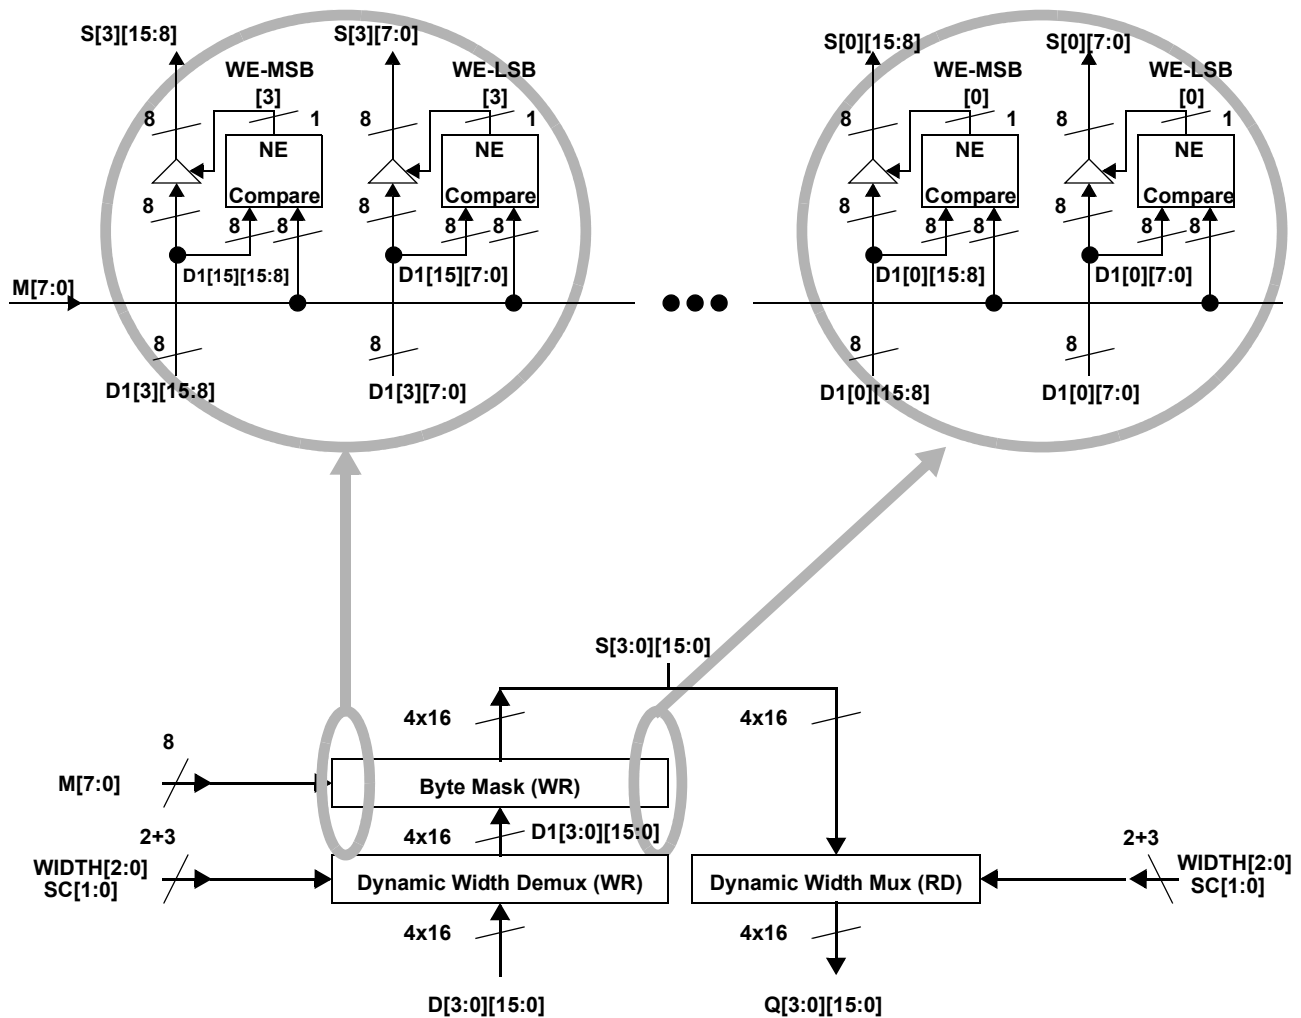 S[3][15:8]
S[3][7:0]
S[0][15:8]
S[0][7:0]
WE-MSB
[3]
WE-LSB
[3]
WE-MSB
[0]
WE-LSB
[0]
8
1
8
1
8
1
8
1
NE
NE
NE
NE
Compare
Compare
Compare
Compare
8
8
8
8
8
8
8
8
8
8
8
8
D1[15][15:8]
D1[15][7:0]
D1[0][15:8]
D1[0][7:0]
M[7:0]
8
8
8
8
D1[3][15:8]
D1[3][7:0]
D1[0][15:8]
D1[0][7:0]
S[3:0][15:0]
4x16
4x16
8
M[7:0]
Byte Mask (WR)
2+3
4x16
D1[3:0][15:0]
2+3
WIDTH[2:0]
SC[1:0]
Dynamic Width Demux (WR)
Dynamic Width Mux (RD)
WIDTH[2:0]
SC[1:0]
4x16
4x16
D[3:0][15:0]
Q[3:0][15:0]